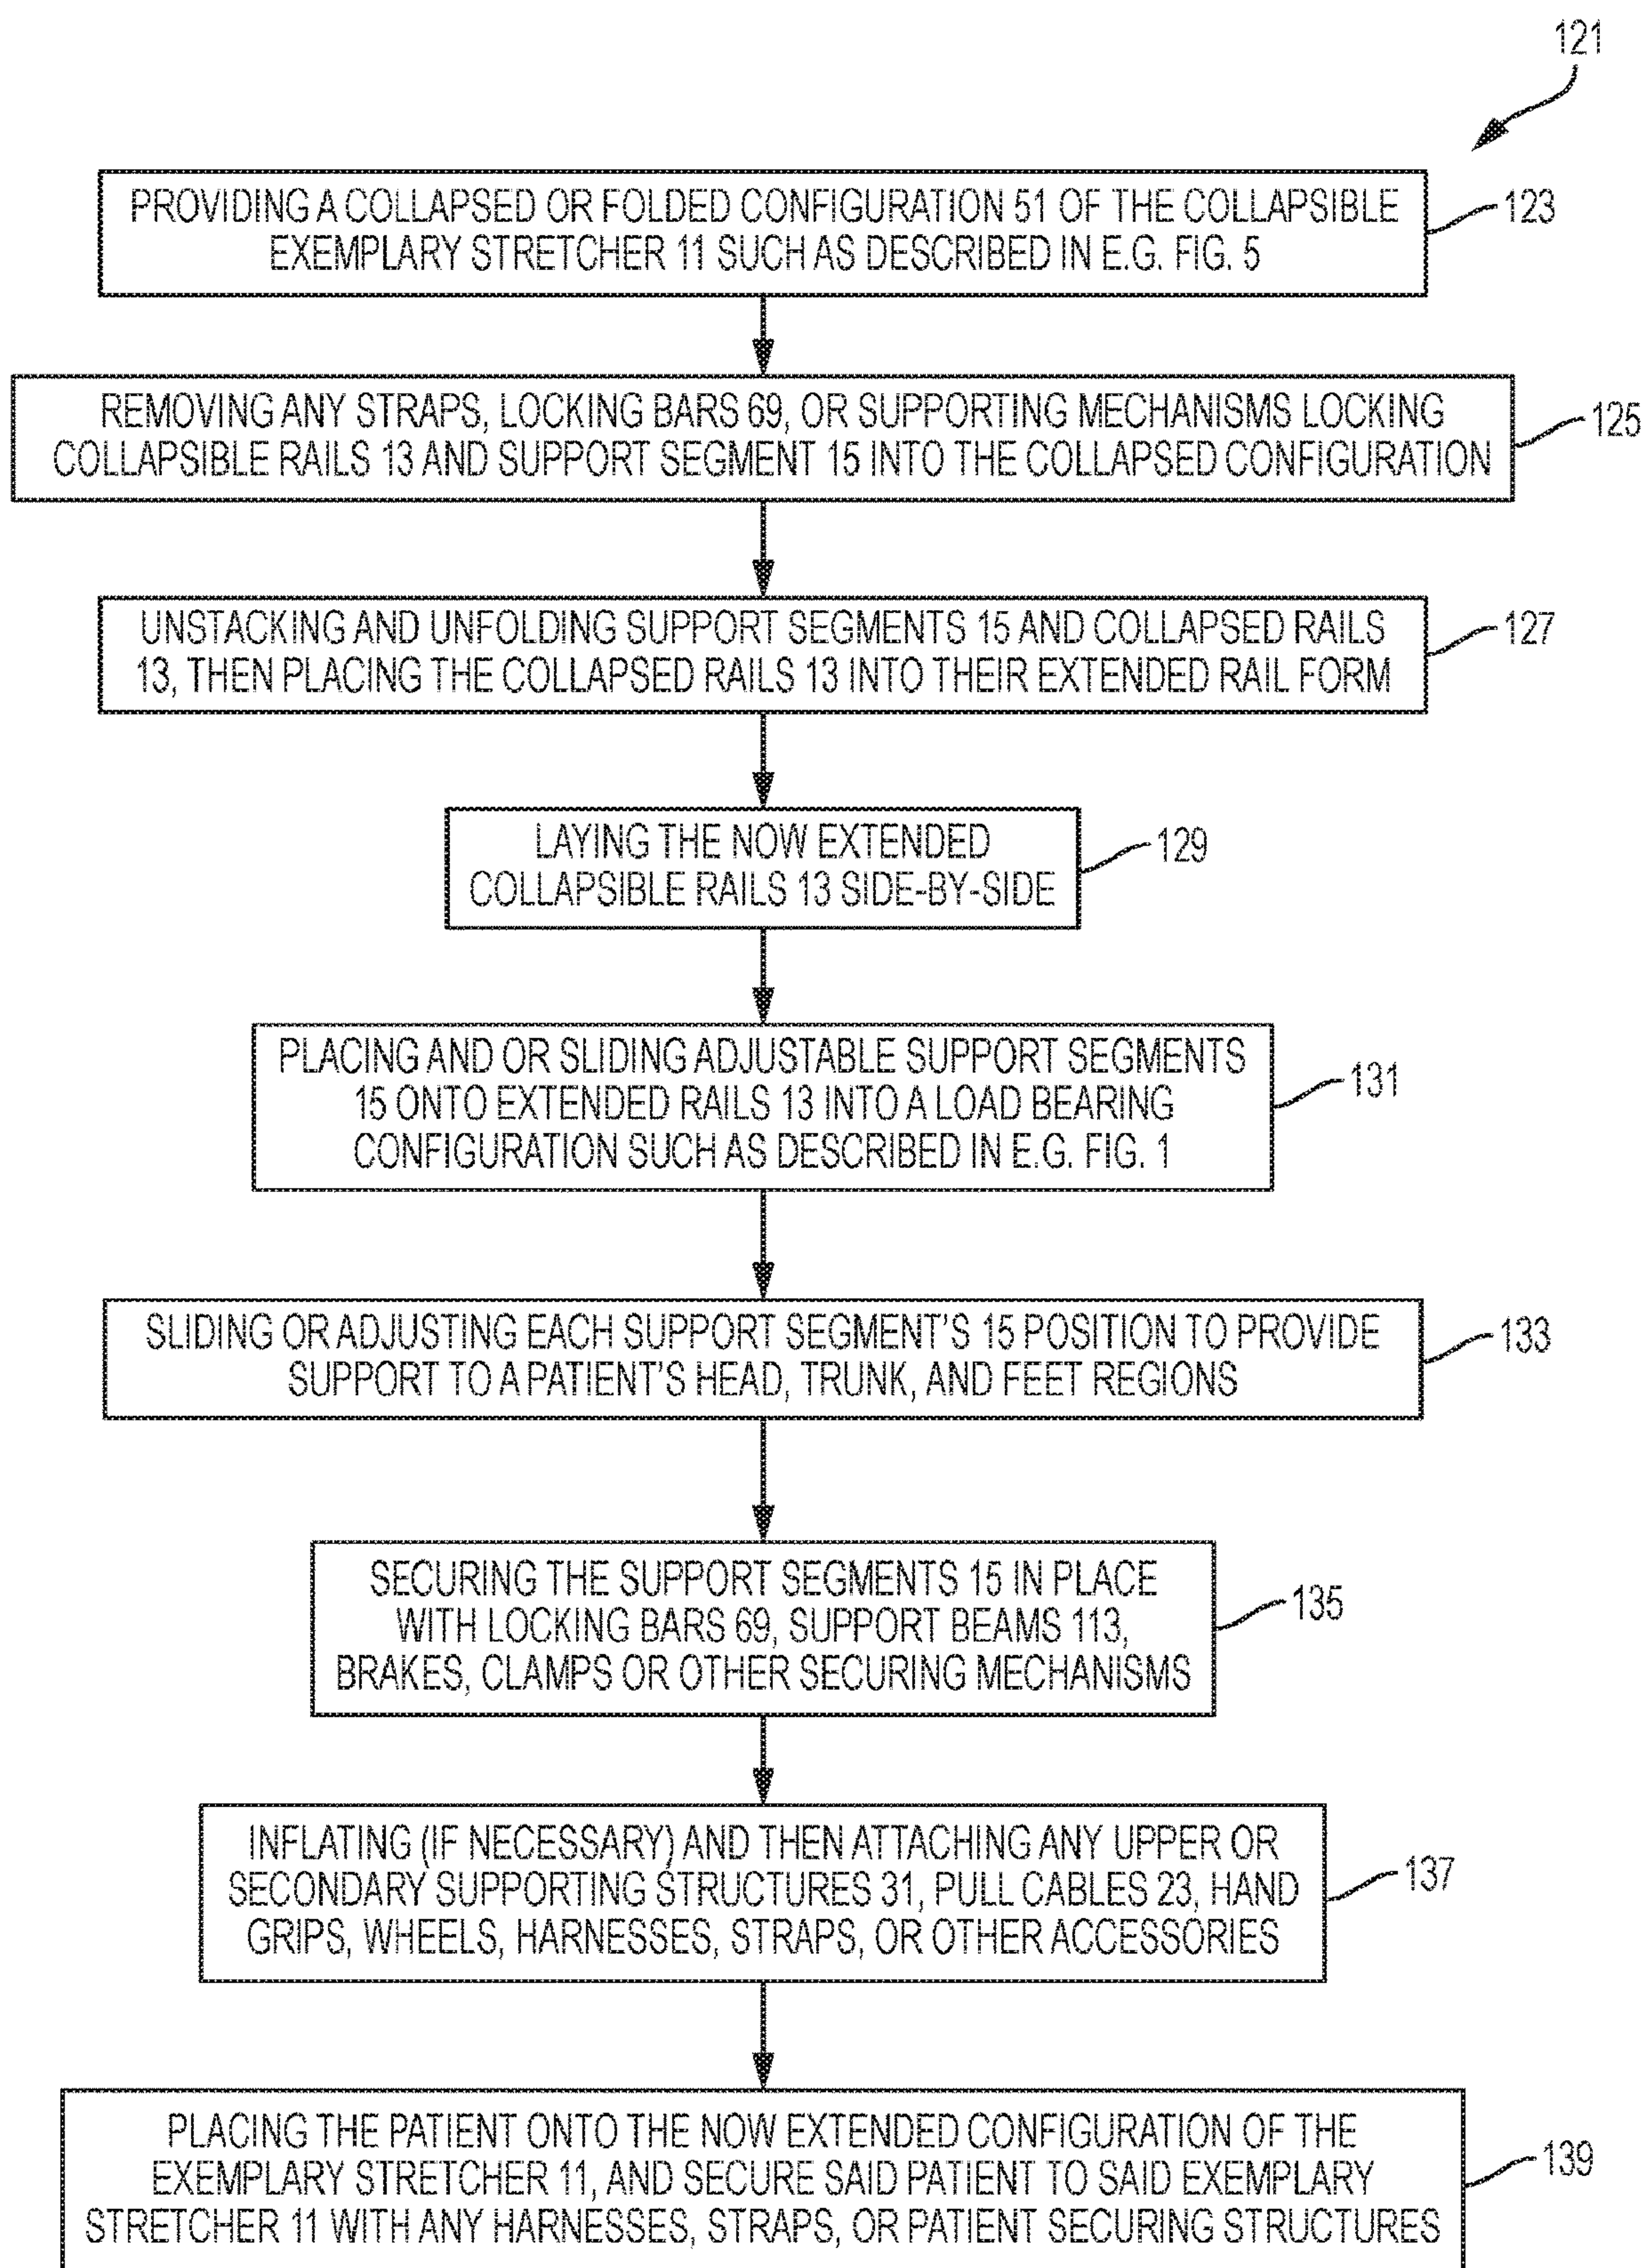 121
PROVIDING A COLLAPSED OR FOLDED CONFIGURATION 51 OF THE COLLAPSIBLE
EXEMPLARY STRETCHER 11 SUCH AS DESCRIBED IN E.G. FIG. 5
123
REMOVING ANY STRAPS, LOCKING BARS 69, OR SUPPORTING MECHANISMS LOCKING
COLLAPSIBLE RAILS 13 AND SUPPORT SEGMENT 15 INTO THE COLLAPSED CONFIGURATION
125
UNSTACKING AND UNFOLDING SUPPORT SEGMENTS 15 AND COLLAPSED RAILS
13, THEN PLACING THE COLLAPSED RAILS 13 INTO THEIR EXTENDED RAIL FORM
127
LAYING THE NOW EXTENDED
COLLAPSIBLE RAILS 13 SIDE-BY-SIDE
129
PLACING AND OR SLIDING ADJUSTABLE SUPPORT SEGMENTS
15 ONTO EXTENDED RAILS 13 INTO A LOAD BEARING
CONFIGURATION SUCH AS DESCRIBED IN E.G. FIG. 1
131
SLIDING OR ADJUSTING EACH SUPPORT SEGMENT'S 15 POSITION TO PROVIDE
SUPPORT TO A PATIENT'S HEAD, TRUNK, AND FEET REGIONS
133
SECURING THE SUPPORT SEGMENTS 15 IN PLACE
WITH LOCKING BARS 69, SUPPORT BEAMS 113,
BRAKES, CLAMPS OR OTHER SECURING MECHANISMS
135
INFLATING (IF NECESSARY) AND THEN ATTACHING ANY UPPER OR
SECONDARY SUPPORTING STRUCTURES 31, PULL CABLES 23, HAND
GRIPS, WHEELS, HARNESSES, STRAPS, OR OTHER ACCESSORIES
137
PLACING THE PATIENT ONTO THE NOW EXTENDED CONFIGURATION OF THE
EXEMPLARY STRETCHER 11, AND SECURE SAID PATIENT TO SAID EXEMPLARY
STRETCHER 11 WITH ANY HARNESSES, STRAPS, OR PATIENT SECURING STRUCTURES
139